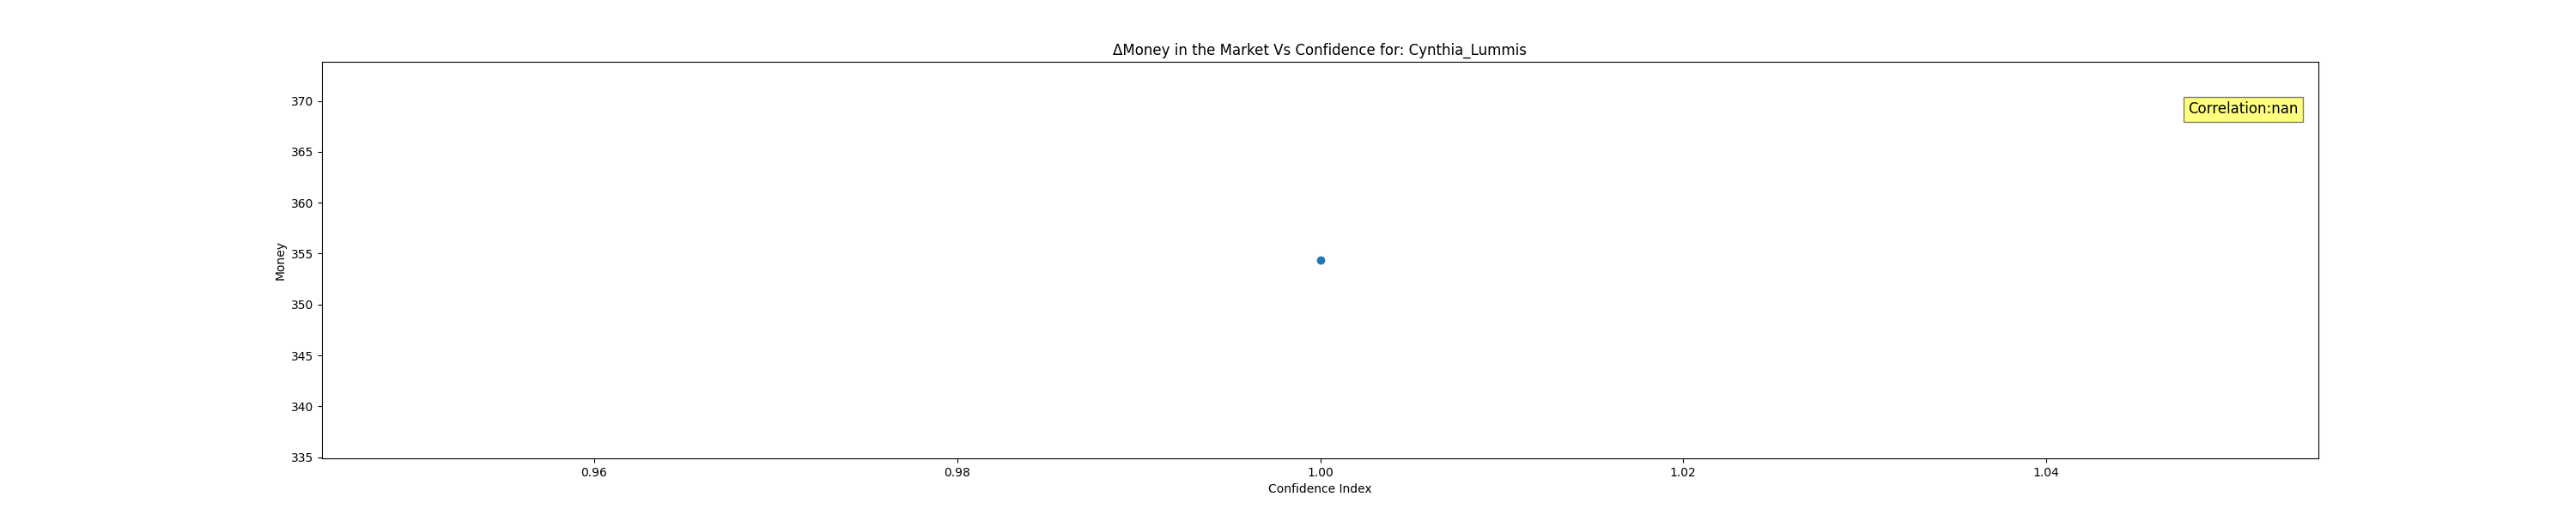 ΔMoney in the Market Vs Confidence for: Cynthia_Lummis
Correlation:nan
370
365
360
355
350
345
340
335
Money
0.96 0.98 1.00 1.02 1.04
Confidence Index